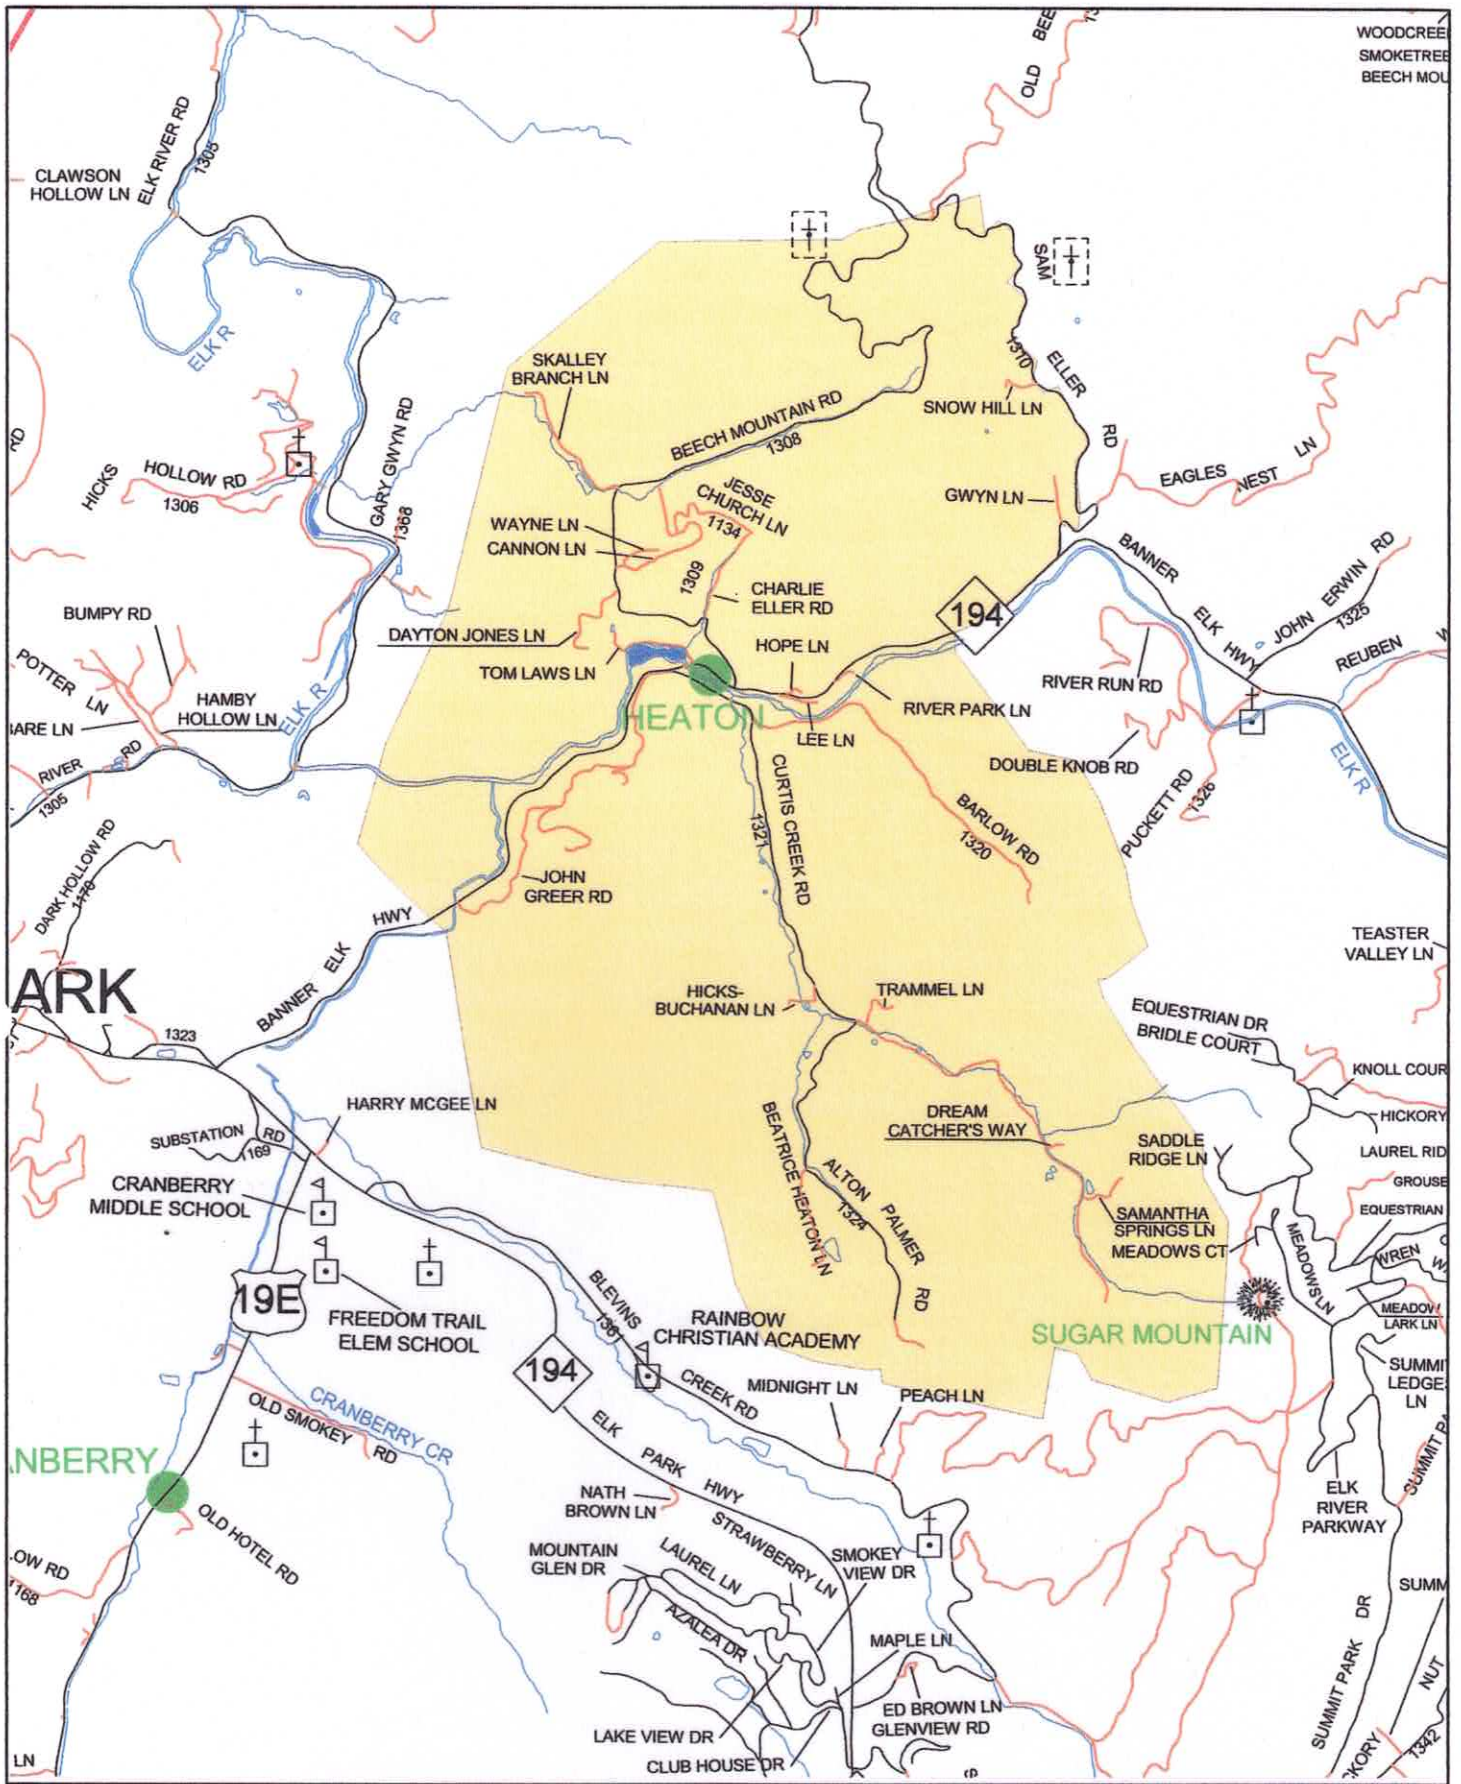 WOODCREE
SMOKETREE
BEECH MOU
OLD BEE
13
ELK RIVER RD
1305
CLAWSON
HOLLOW LN
SAM
ELK R
1310
ELLER
RD
SKALLEY
BRANCH LN
SNOW HILL LN
BEECH MOUNTAIN RD
1308
GARY GWYN RD
1368
RD
HICKS
HOLLOW RD
1306
EAGLES
NEST
LN
JESSE
CHURCH LN
1134
GWYN LN
WAYNE LN
CANNON LN
BANNER
ELK
HWY
JOHN ERWIN RD
1325
1309
CHARLIE
ELLER RD
194
BUMPY RD
DAYTON JONES LN
HOPE LN
REUBEN
POTTER
LN
TOM LAWS LN
RIVER RUN RD
HAMBY
HOLLOW LN
ELK R
HEATON
RIVER PARK LN
LEE LN
ARE LN
RIVER RD
1305
DOUBLE KNOB RD
ELK R
CURTIS CREEK RD
1321
PUCKETT RD
1326
BARLOW RD
1320
DARK HOLLOW RD
1170
JOHN
GREER RD
BANNER ELK HWY
TEASTER
VALLEY LN
ARK
HICKS-
BUCHANAN LN
TRAMMEL LN
EQUESTRIAN DR
BRIDLE COURT
1323
KNOLL COUR
HARRY MCGEE LN
DREAM
CATCHER'S WAY
HICKORY
SUBSTATION RD
1169
SADDLE
RIDGE LN
LAUREL RID
BEATRICE HEATON LN
ALTON PALMER RD
1324
CRANBERRY
MIDDLE SCHOOL
GROUSE
SAMANTHA
SPRINGS LN
EQUESTRIAN
MEADOWS CT
MEADOWS LN
WREN
19E
BLEVINS
1361
CREEK RD
FREEDOM TRAIL
ELEM SCHOOL
RAINBOW
CHRISTIAN ACADEMY
SUGAR MOUNTAIN
MEADOW
LARK LN
194
SUMMI
LEDGE
LN
MIDNIGHT LN
PEACH LN
CRANBERRY CR
OLD SMOKEY RD
ELK PARK HWY
NBERRY
SUMMIT PA
NATH
BROWN LN
ELK
RIVER
PARKWAY
OLD HOTEL RD
STRAWBERRY LN
MOUNTAIN
GLEN DR
LAUREL LN
SMOKEY
VIEW DR
OW RD
1168
SUMM
AZALEA DR
MAPLE LN
SUMMIT PARK DR
NUT
ED BROWN LN
GLENVIEW RD
LAKE VIEW DR
CLUB HOUSE DR
LN
KORY
1342